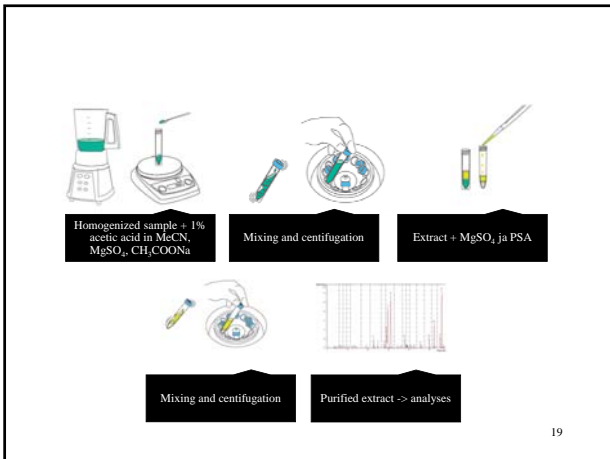 Homogenized sample + 1%
acetic acid in MeCN,
MgSO₄, CH₃COONa
Mixing and centifugation
Extract + MgSO₄ ja PSA
Mixing and centifugation
Purified extract -> analyses
19